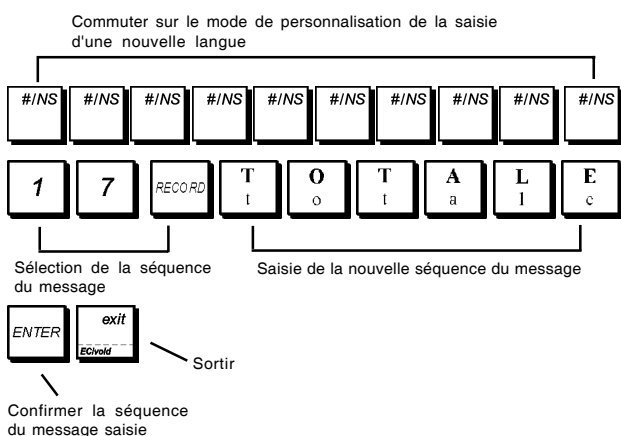 Commuter sur le mode de personnalisation de la saisie
d'une nouvelle langue
#/NS #/NS #/NS #/NS #/NS #/NS #/NS #/NS #/NS #/NS
1 7 RECORD T O T A L E
t o t a l e
Sélection de la séquence
du message
Saisie de la nouvelle séquence du message
ENTER exit
EC/void
Sortir
Confirmer la séquence
du message saisie